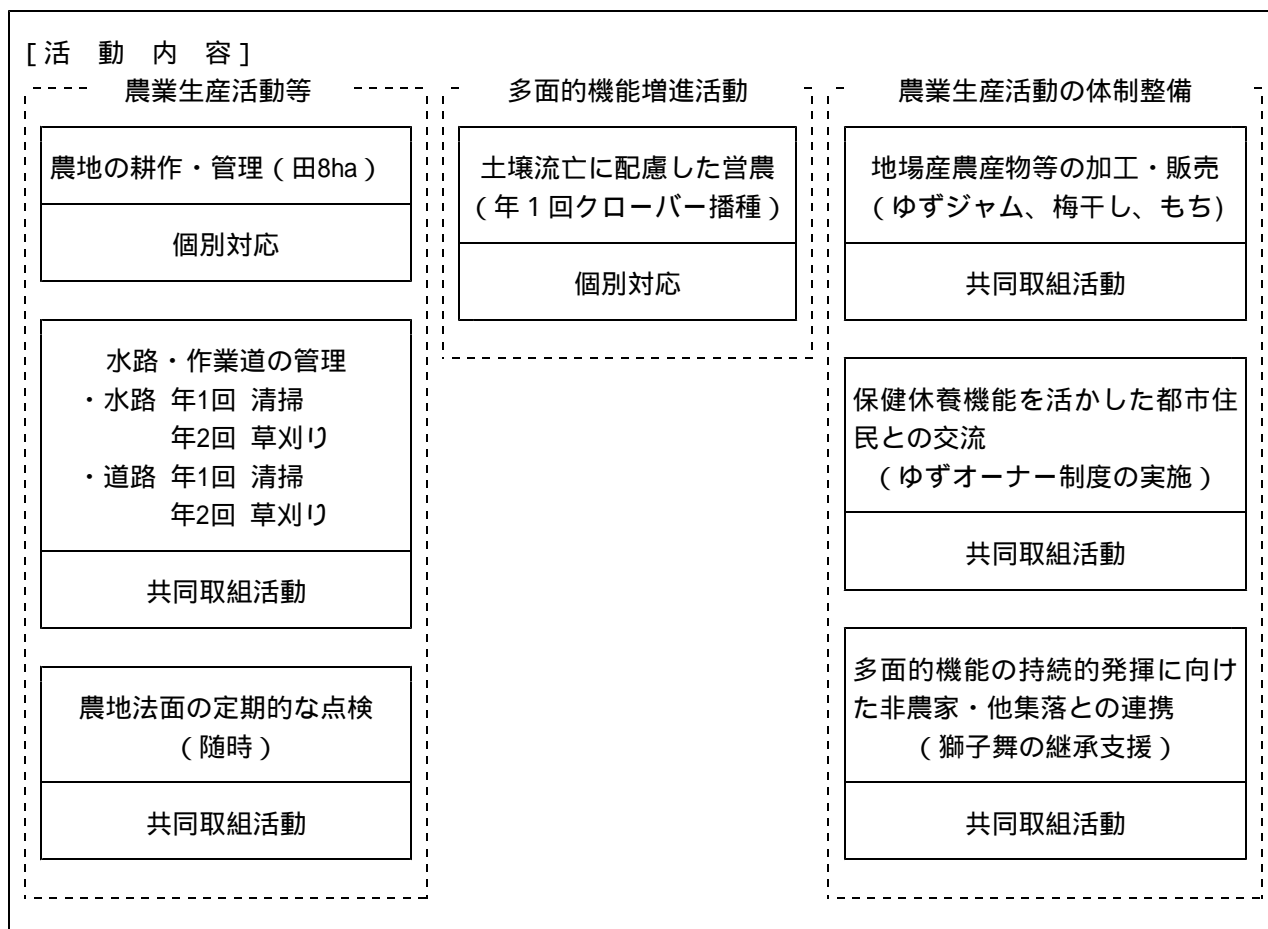 [活 動 内 容]
農業生産活動等
農地の耕作・管理(田8ha)
個別対応
水路・作業道の管理
・水路 年1回 清掃
年2回 草刈り
・道路 年1回 清掃
年2回 草刈り
共同取組活動
農地法面の定期的な点検
(随時)
共同取組活動
多面的機能増進活動
土壌流亡に配慮した営農
(年1回クローバー播種)
個別対応
農業生産活動の体制整備
地場産農産物等の加工・販売
(ゆずジャム、梅干し、もち)
共同取組活動
保健休養機能を活かした都市住
民との交流
(ゆずオーナー制度の実施)
共同取組活動
多面的機能の持続的発揮に向け
た非農家・他集落との連携
(獅子舞の継承支援)
共同取組活動